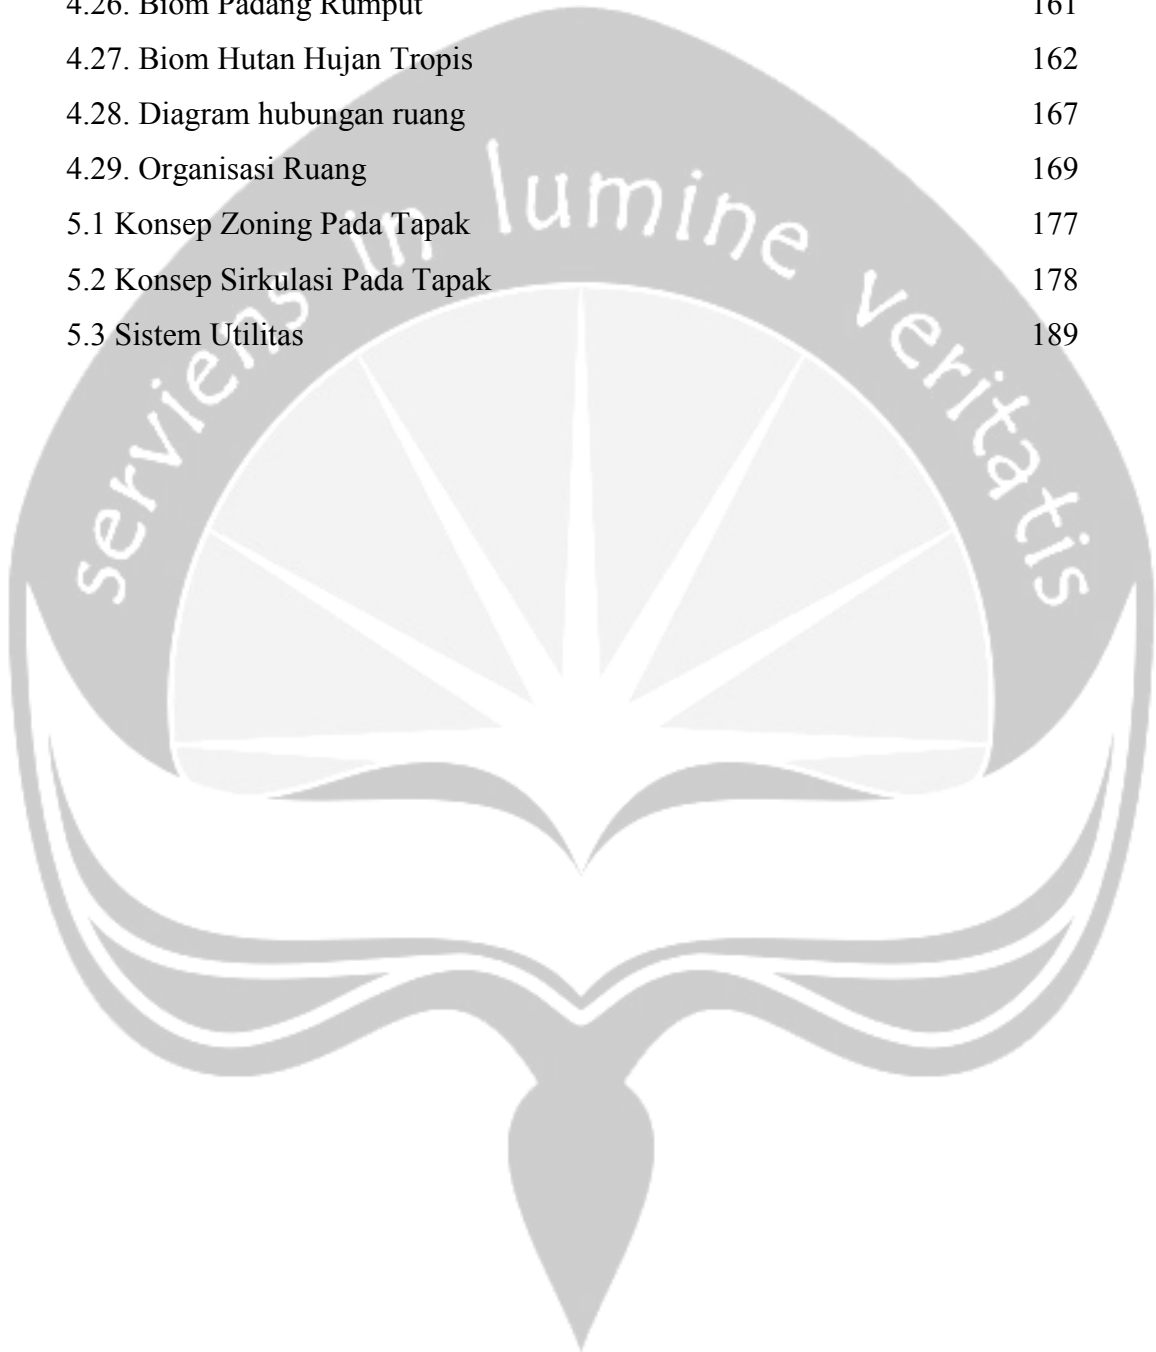 4.26. Biom Padang Rumput 161
4.27. Biom Hutan Hujan Tropis 162
4.28. Diagram hubungan ruang 167
4.29. Organisasi Ruang 169
5.1 Konsep Zoning Pada Tapak 177
5.2 Konsep Sirkulasi Pada Tapak 178
5.3 Sistem Utilitas 189
serviens in lumine veritatis